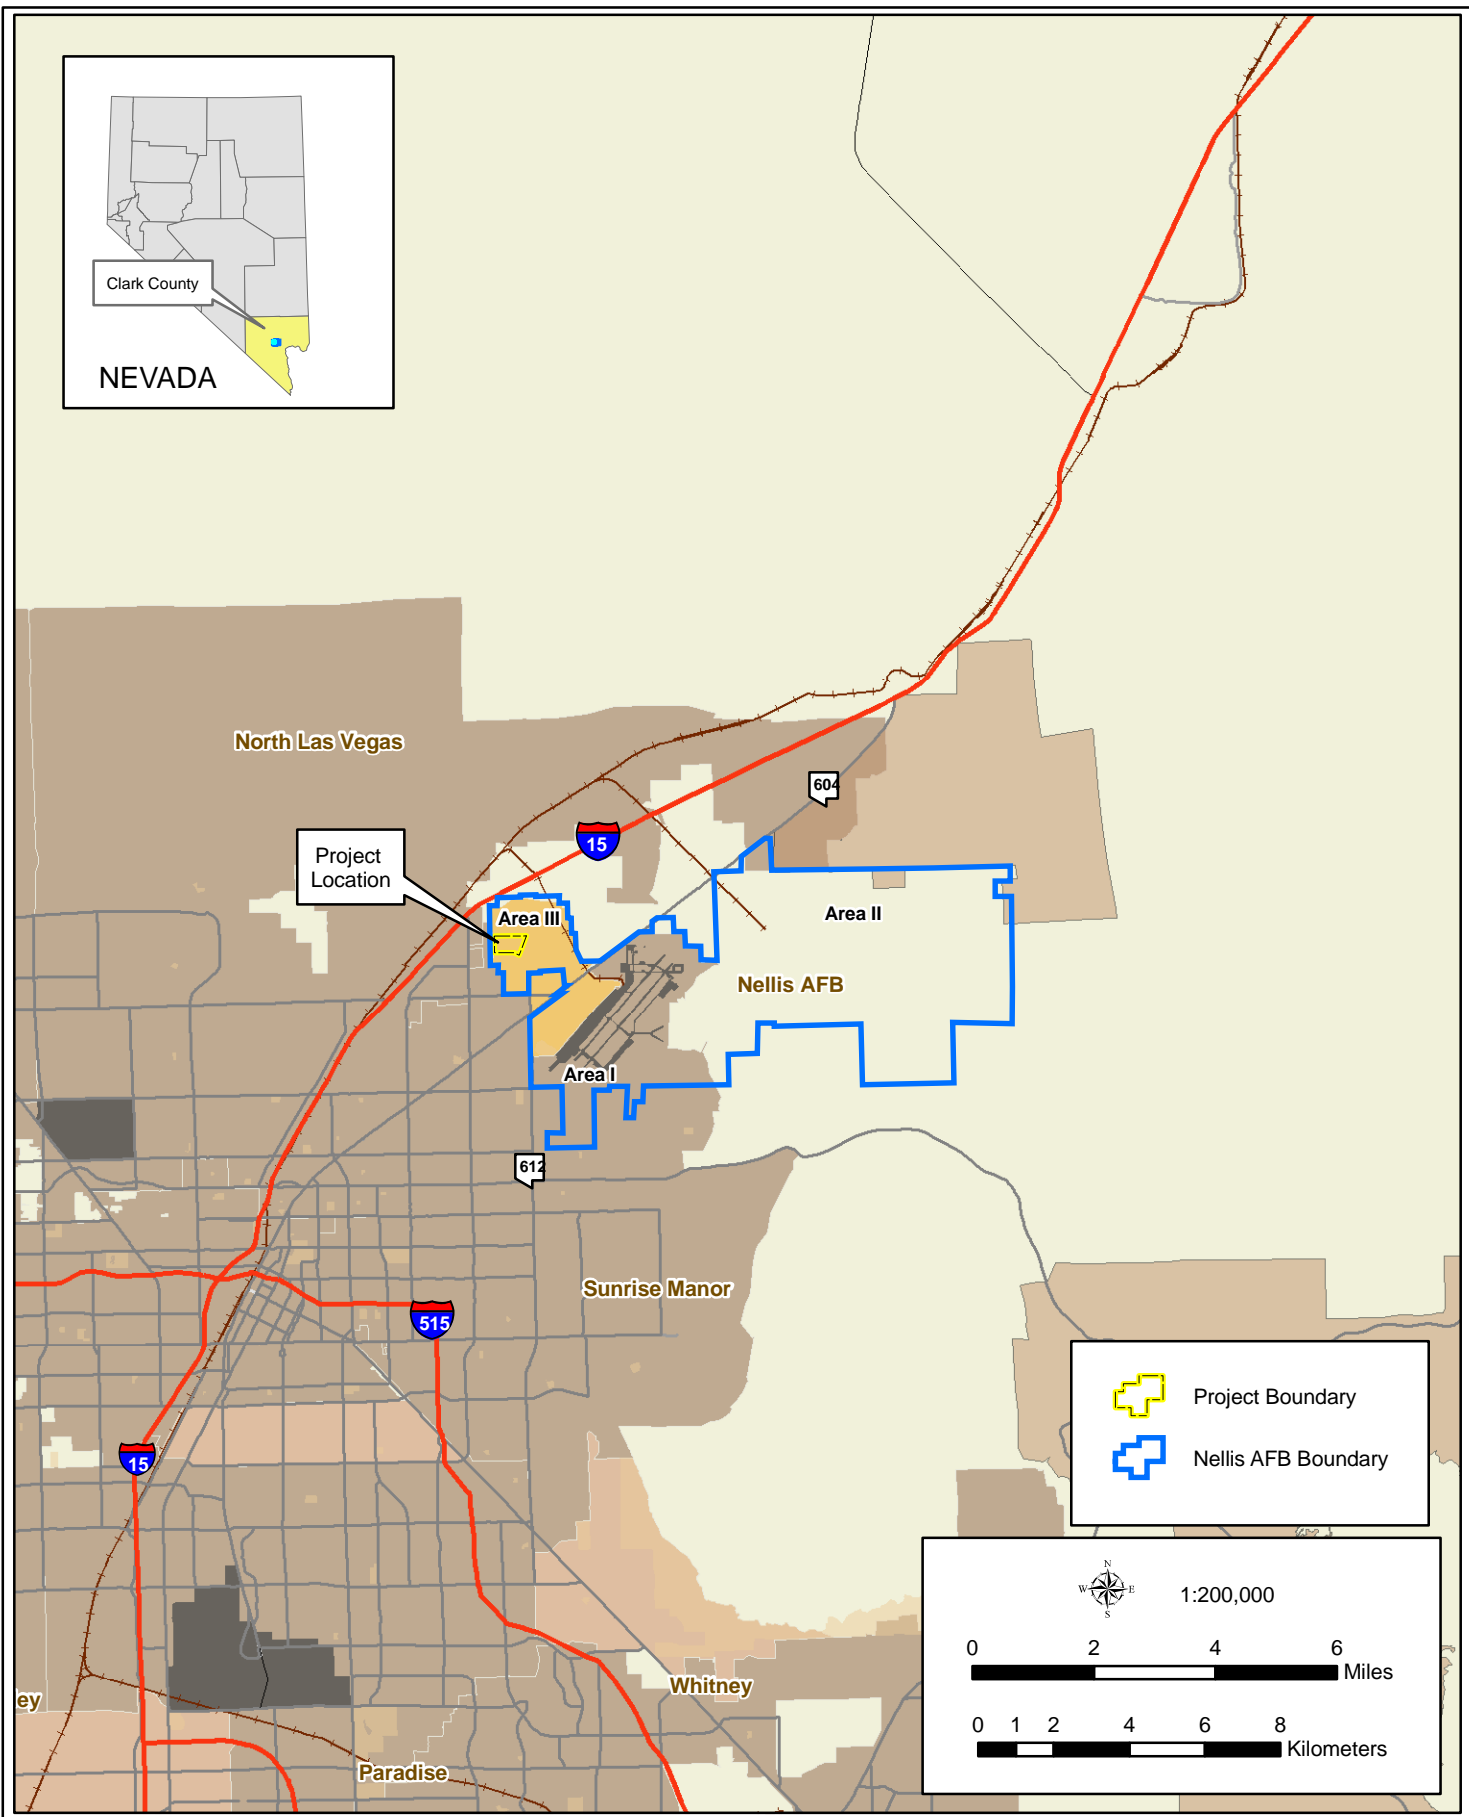 Clark County
NEVADA
North Las Vegas
604
15
Project
Location
Area III
Area II
Nellis AFB
Area I
612
Sunrise Manor
515
15
Project Boundary
Nellis AFB Boundary
N
W E
S
1:200,000
0 2 4 6
Miles
0 1 2 4 6 8
Kilometers
Whitney
ey
Paradise